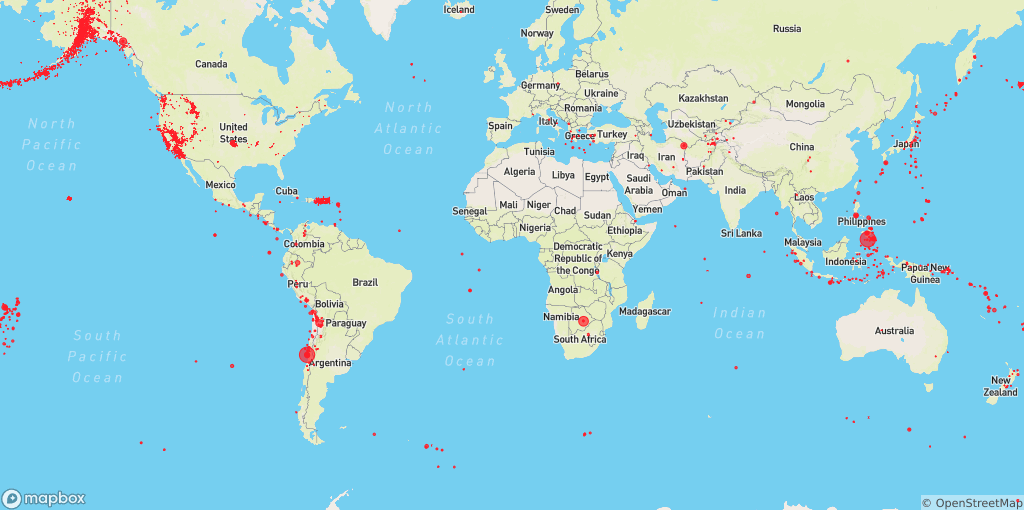 Iceland
Sweden
Norway
Russia
Canada
Germany
Belarus
Ukraine
Kazakhstan
Mongolia
North
Atlantic
Ocean
North
Pacific
Ocean
United
States
Spain
Italy
Romania
Greece
Turkey
Uzbekistan
China
Japan
Tunisia
Iraq
Iran
Mexico
Cuba
Algeria
Libya
Egypt
Saudi
Arabia
Pakistan
Oman
India
Laos
Senegal
Mali
Niger
Chad
Sudan
Yemen
Philippines
Nigeria
Ethiopia
Sri Lanka
Malaysia
Colombia
Democratic
Republic of
the Congo
Kenya
Indonesia
Papua New
Guinea
Peru
Brazil
Angola
Bolivia
Namibia
Madagascar
Paraguay
South
Pacific
Ocean
South
Atlantic
Ocean
Indian
Ocean
Australia
South Africa
Argentina
New
Zealand
mapbox
© OpenStreetMap